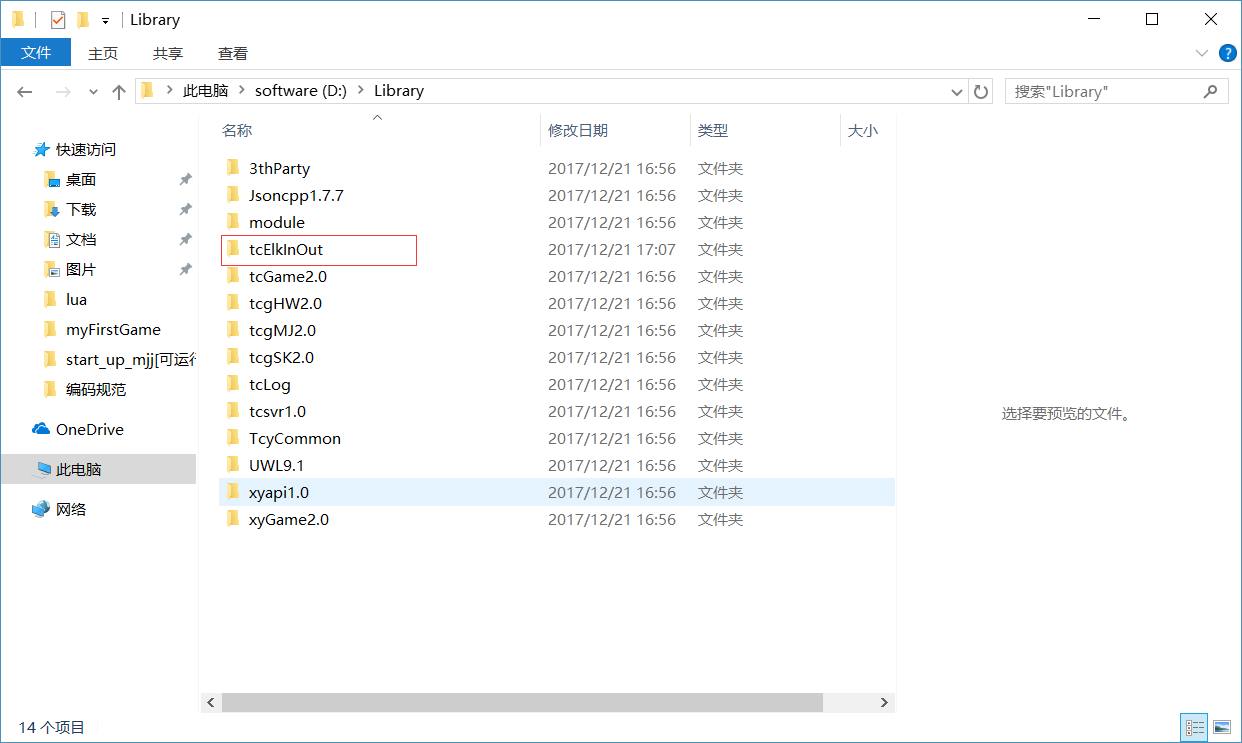 Library
文件 主页 共享 查看
此电脑 software (D:) Library 搜索"Library"
名称 修改日期 类型 大小
快速访问
桌面
下载
文档
图片
lua
myFirstGame
start_up_mjj[可运行
编码规范
OneDrive
此电脑
网络
3thParty 2017/12/21 16:56 文件夹
Jsoncpp1.7.7 2017/12/21 16:56 文件夹
module 2017/12/21 16:56 文件夹
tcElkInOut 2017/12/21 17:07 文件夹
tcGame2.0 2017/12/21 16:56 文件夹
tcgHW2.0 2017/12/21 16:56 文件夹
tcgMJ2.0 2017/12/21 16:56 文件夹
tcgSK2.0 2017/12/21 16:56 文件夹
tcLog 2017/12/21 16:56 文件夹
tcsvr1.0 2017/12/21 16:56 文件夹
TcyCommon 2017/12/21 16:56 文件夹
UWL9.1 2017/12/21 16:56 文件夹
xyapi1.0 2017/12/21 16:56 文件夹
xyGame2.0 2017/12/21 16:56 文件夹
选择要预览的文件。
14 个项目